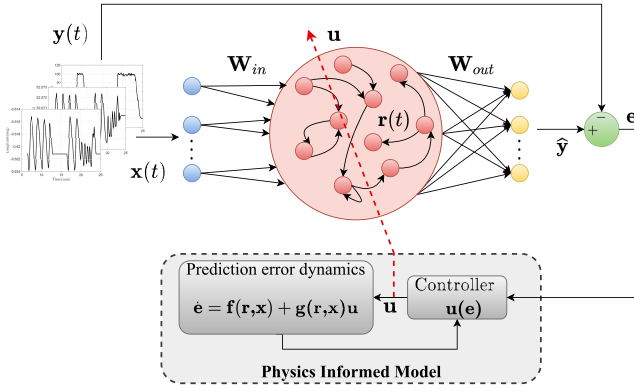 y(t)
u
W_in
W_out
r(t)
x(t)
ŷ
+
−
e
Prediction error dynamics
ė = f(r,x) + g(r,x)u
u
Controller
u(e)
Physics Informed Model